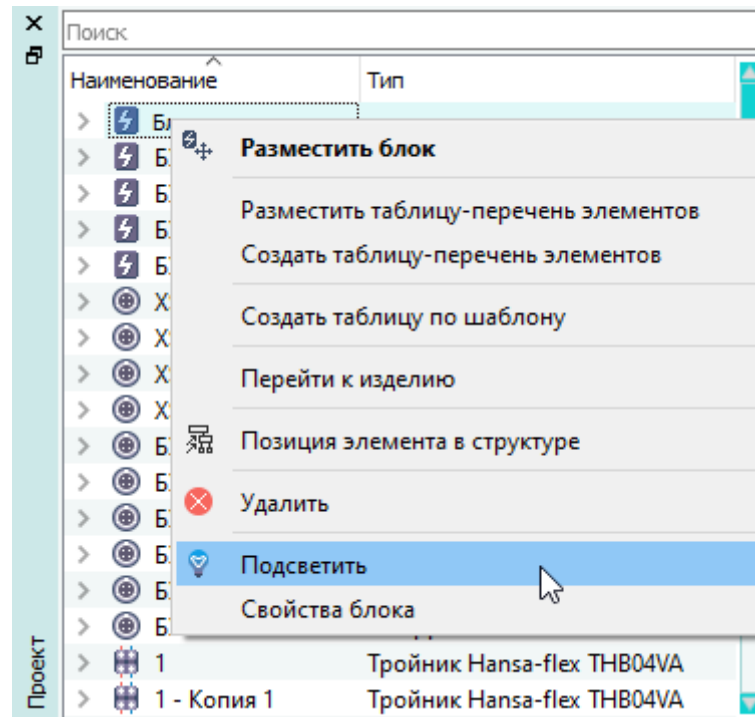 Поиск
Наименование Тип
Разместить блок
Разместить таблицу-перечень элементов
Создать таблицу-перечень элементов
Создать таблицу по шаблону
Перейти к изделию
Позиция элемента в структуре
Удалить
Подсветить
Свойства блока
1 Тройник Hansa-flex THB04VA
1 - Копия 1 Тройник Hansa-flex THB04VA
Проект